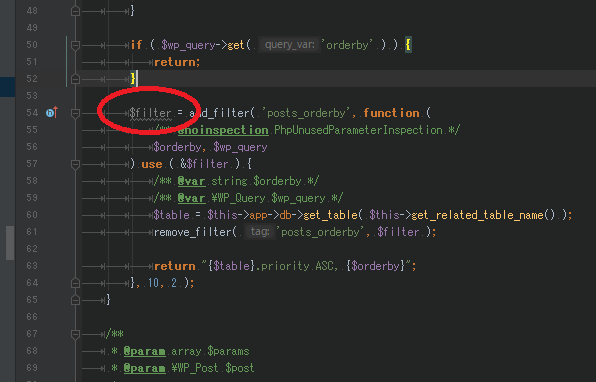 48 }
49
50 if ( $wp_query->get( query_var: 'orderby' ) ) {
51 return;
52 }
53
54 $filter = add_filter( 'posts_orderby', function (
55 /** @noinspection PhpUnusedParameterInspection */
56 $orderby, $wp_query
57 ) use ( &$filter ) {
58 /** @var string $orderby */
59 /** @var ¥WP_Query $wp_query */
60 $table = $this->app->db->get_table( $this->get_related_table_name() );
61 remove_filter( tag: 'posts_orderby', $filter );
62
63 return "{$table}.priority ASC, {$orderby}";
64 }, 10, 2 );
65 }
66
67 /**
68 * @param array $params
69 * @param ¥WP_Post $post